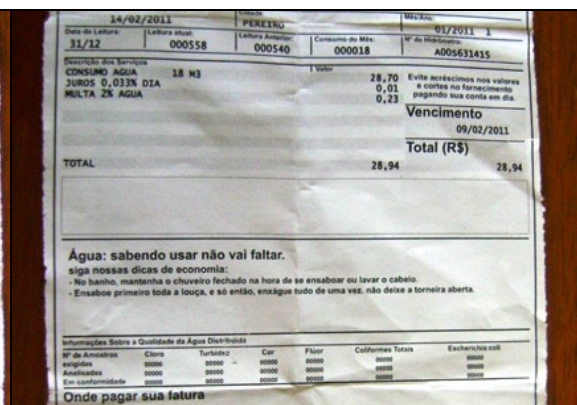 Cidade: Mês/Ano:
14/02/2011 PEREIRO 01/2011 1
Data da Leitura: Leitura atual: Leitura Anterior: Consumo do Mês: Nº do Hidrômetro:
31/12 000558 000540 000018 A00S631415
Descrição dos Serviços Valor
CONSUMO AGUA 18 M3 28,70
JUROS 0,033% DIA 0,01
MULTA 2% AGUA 0,23
Evite acréscimos nos valores
e cortes no fornecimento
pagando sua conta em dia.
Vencimento
09/02/2011
Total (R$)
TOTAL 28,94 28,94
Água: sabendo usar não vai faltar.
siga nossas dicas de economia:
- No banho, mantenha o chuveiro fechado na hora de se ensaboar ou lavar o cabelo.
- Ensaboe primeiro toda a louça, e só então, enxágue tudo de uma vez. não deixe a torneira aberta.
Informações Sobre a Qualidade da Água Distribuída
Nº de Amostras Cloro Turbidez Cor Flúor Coliformes Totais Escherichia coli
exigidas 00000 00000 00000 00000 00000 00000
Analisadas 00000 00000 00000 00000 00000 00000
Em conformidade 00000 00000 00000 00000 00000 00000
Onde pagar sua fatura